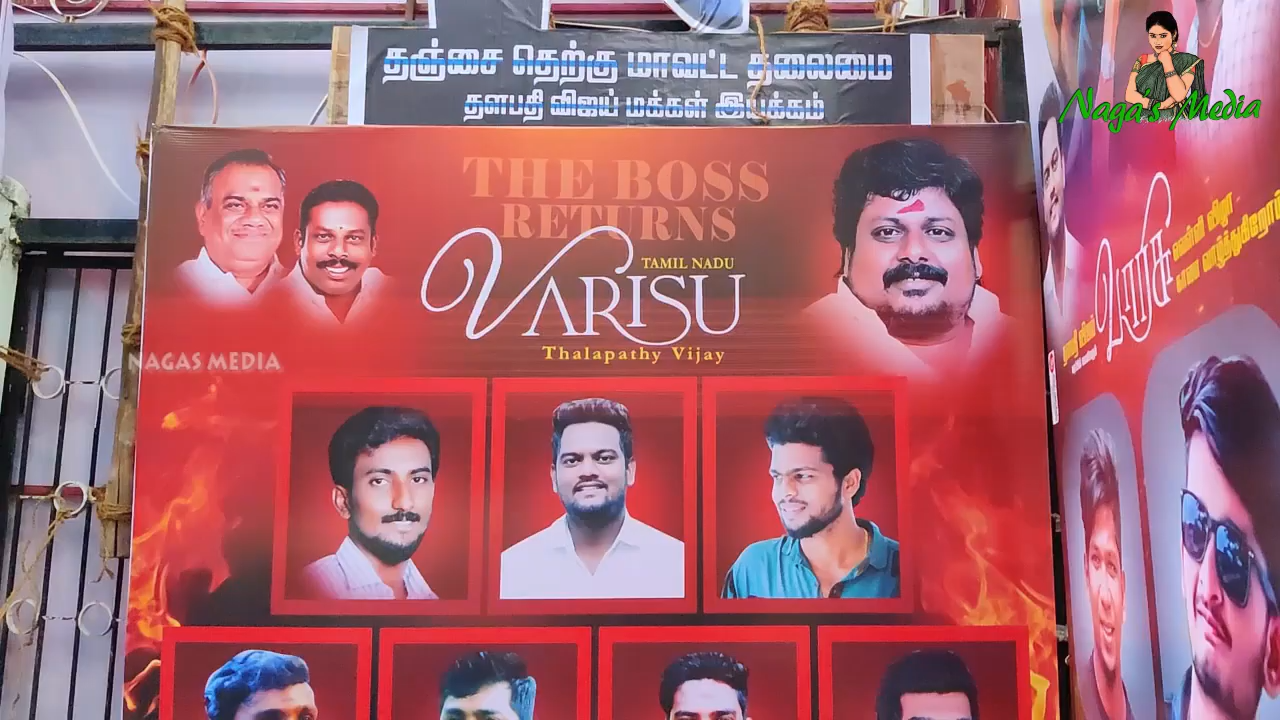 தஞ்சை தெற்கு மாவட்ட தலைமை
தளபதி விஜய் மக்கள் இயக்கம்
Naga's Media
THE BOSS
RETURNS
TAMIL NADU
VARISU
Thalapathy Vijay
NAGAS MEDIA
வாரிசு
வெற்றி விழா